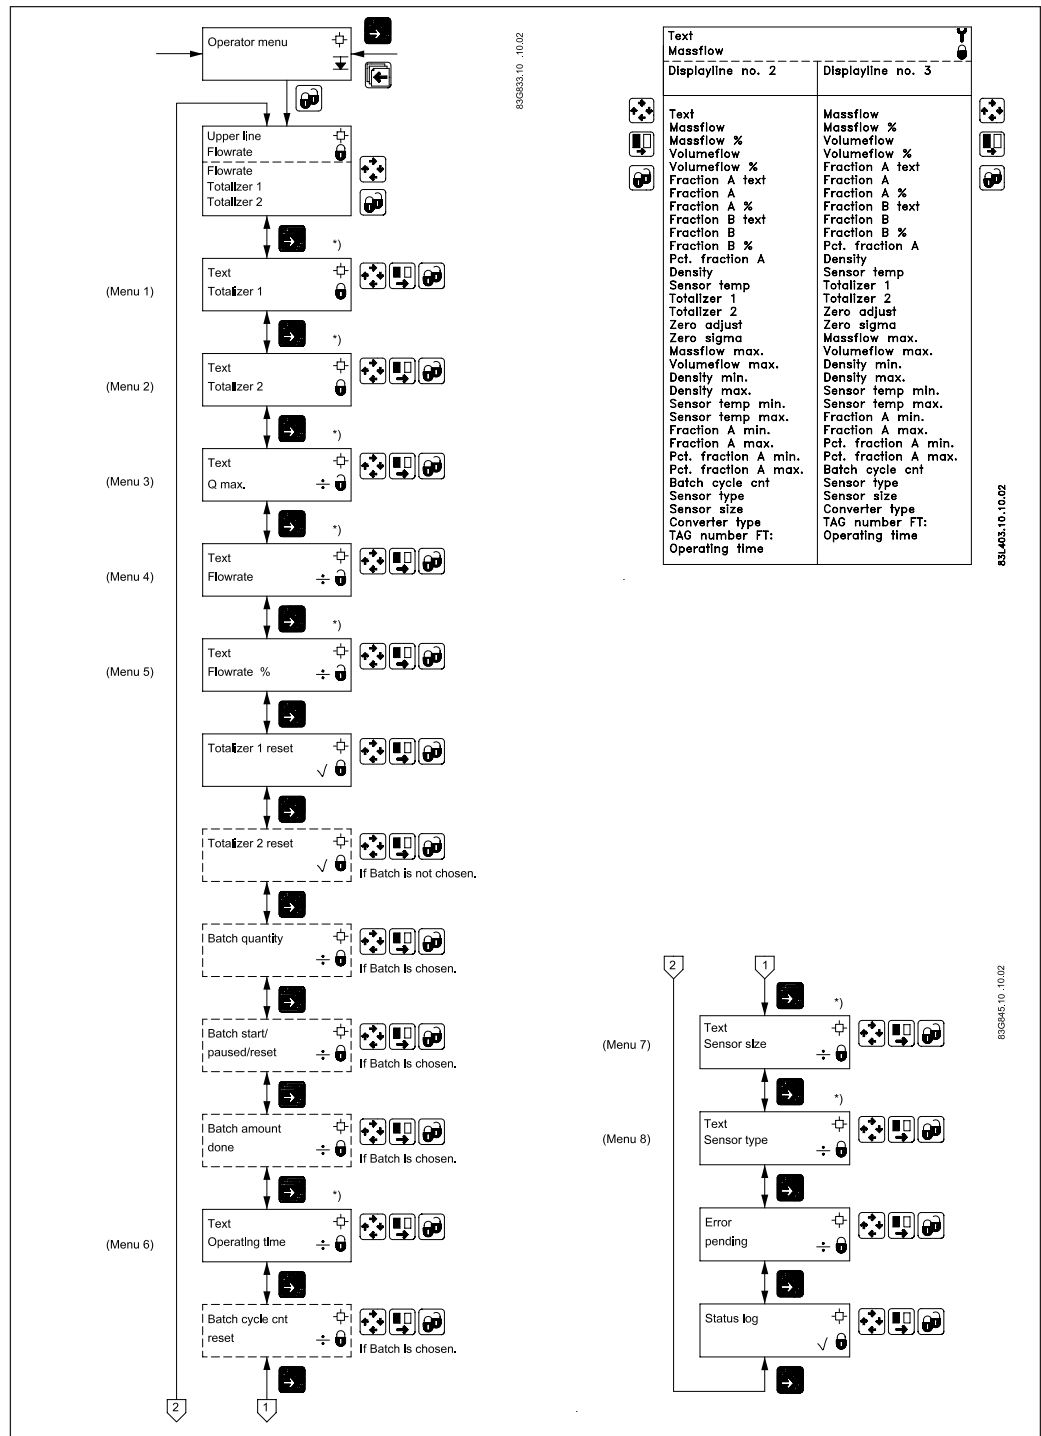 Operator menu
83G833.10 .10.02
Upper line
Flowrate
Flowrate
Totalizer 1
Totalizer 2
*)
(Menu 1)
Text
Totalizer 1
*)
(Menu 2)
Text
Totalizer 2
*)
(Menu 3)
Text
Q max.
*)
(Menu 4)
Text
Flowrate
*)
(Menu 5)
Text
Flowrate %
Totalizer 1 reset
Totalizer 2 reset
If Batch is not chosen.
Batch quantity
If Batch is chosen.
Batch start/
paused/reset
If Batch is chosen.
Batch amount
done
If Batch is chosen.
*)
(Menu 6)
Text
Operating time
Batch cycle cnt
reset
If Batch is chosen.
2
1
Text
Massflow
Displayline no. 2
Text
Massflow
Massflow %
Volumeflow
Volumeflow %
Fraction A text
Fraction A
Fraction A %
Fraction B text
Fraction B
Fraction B %
Pct. fraction A
Density
Sensor temp
Totalizer 1
Totalizer 2
Zero adjust
Zero sigma
Massflow max.
Volumeflow max.
Density min.
Density max.
Sensor temp min.
Sensor temp max.
Fraction A min.
Fraction A max.
Pct. fraction A min.
Pct. fraction A max.
Batch cycle cnt
Sensor type
Sensor size
Converter type
TAG number FT:
Operating time
Displayline no. 3
Massflow
Massflow %
Volumeflow
Volumeflow %
Fraction A text
Fraction A
Fraction A %
Fraction B text
Fraction B
Fraction B %
Pct. fraction A
Density
Sensor temp
Totalizer 1
Totalizer 2
Zero adjust
Zero sigma
Massflow max.
Volumeflow max.
Density min.
Density max.
Sensor temp min.
Sensor temp max.
Fraction A min.
Fraction A max.
Pct. fraction A min.
Pct. fraction A max.
Batch cycle cnt
Sensor type
Sensor size
Converter type
TAG number FT:
Operating time
83L403.10.10.02
2
1
83G845.10 .10.02
*)
(Menu 7)
Text
Sensor size
*)
(Menu 8)
Text
Sensor type
Error
pending
Status log